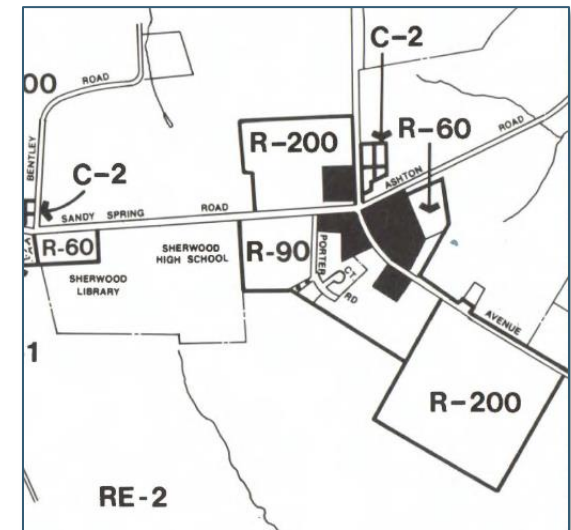 C-2
00
ROAD
R-200
R-60
BENTLEY
C-2
ASHTON
ROAD
SANDY SPRING ROAD
R-60
SHERWOOD
HIGH SCHOOL
R-90
PORTER
CT
RD
SHERWOOD
LIBRARY
AVENUE
1
R-200
RE-2